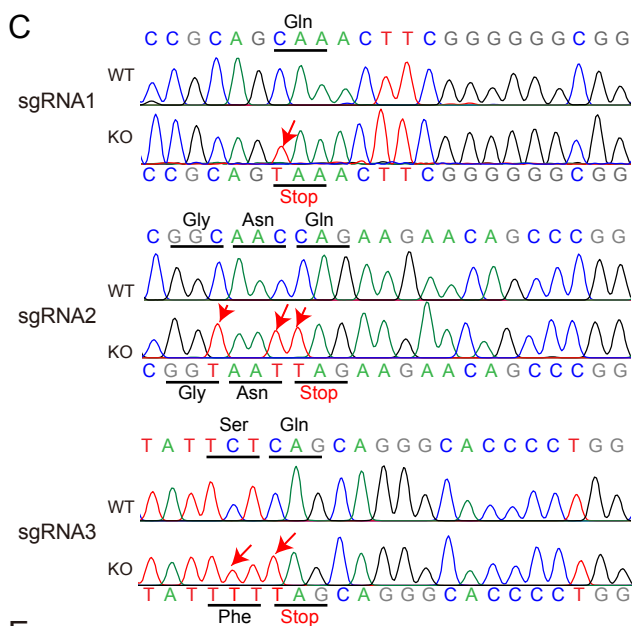 C
Gln
C C G C A G C A A A C T T C G G G G G G C G G
WT
sgRNA1
KO
C C G C A G T A A A C T T C G G G G G G C G G
Stop
Gly Asn Gln
C G G C A A C C A G A A G A A C A G C C C G G
WT
sgRNA2
KO
C G G T A A T T A G A A G A A C A G C C C G G
Gly Asn Stop
Ser Gln
T A T T C T C A G C A G G G C A C C C C T G G
WT
sgRNA3
KO
T A T T T T T A G C A G G G C A C C C C T G G
Phe Stop